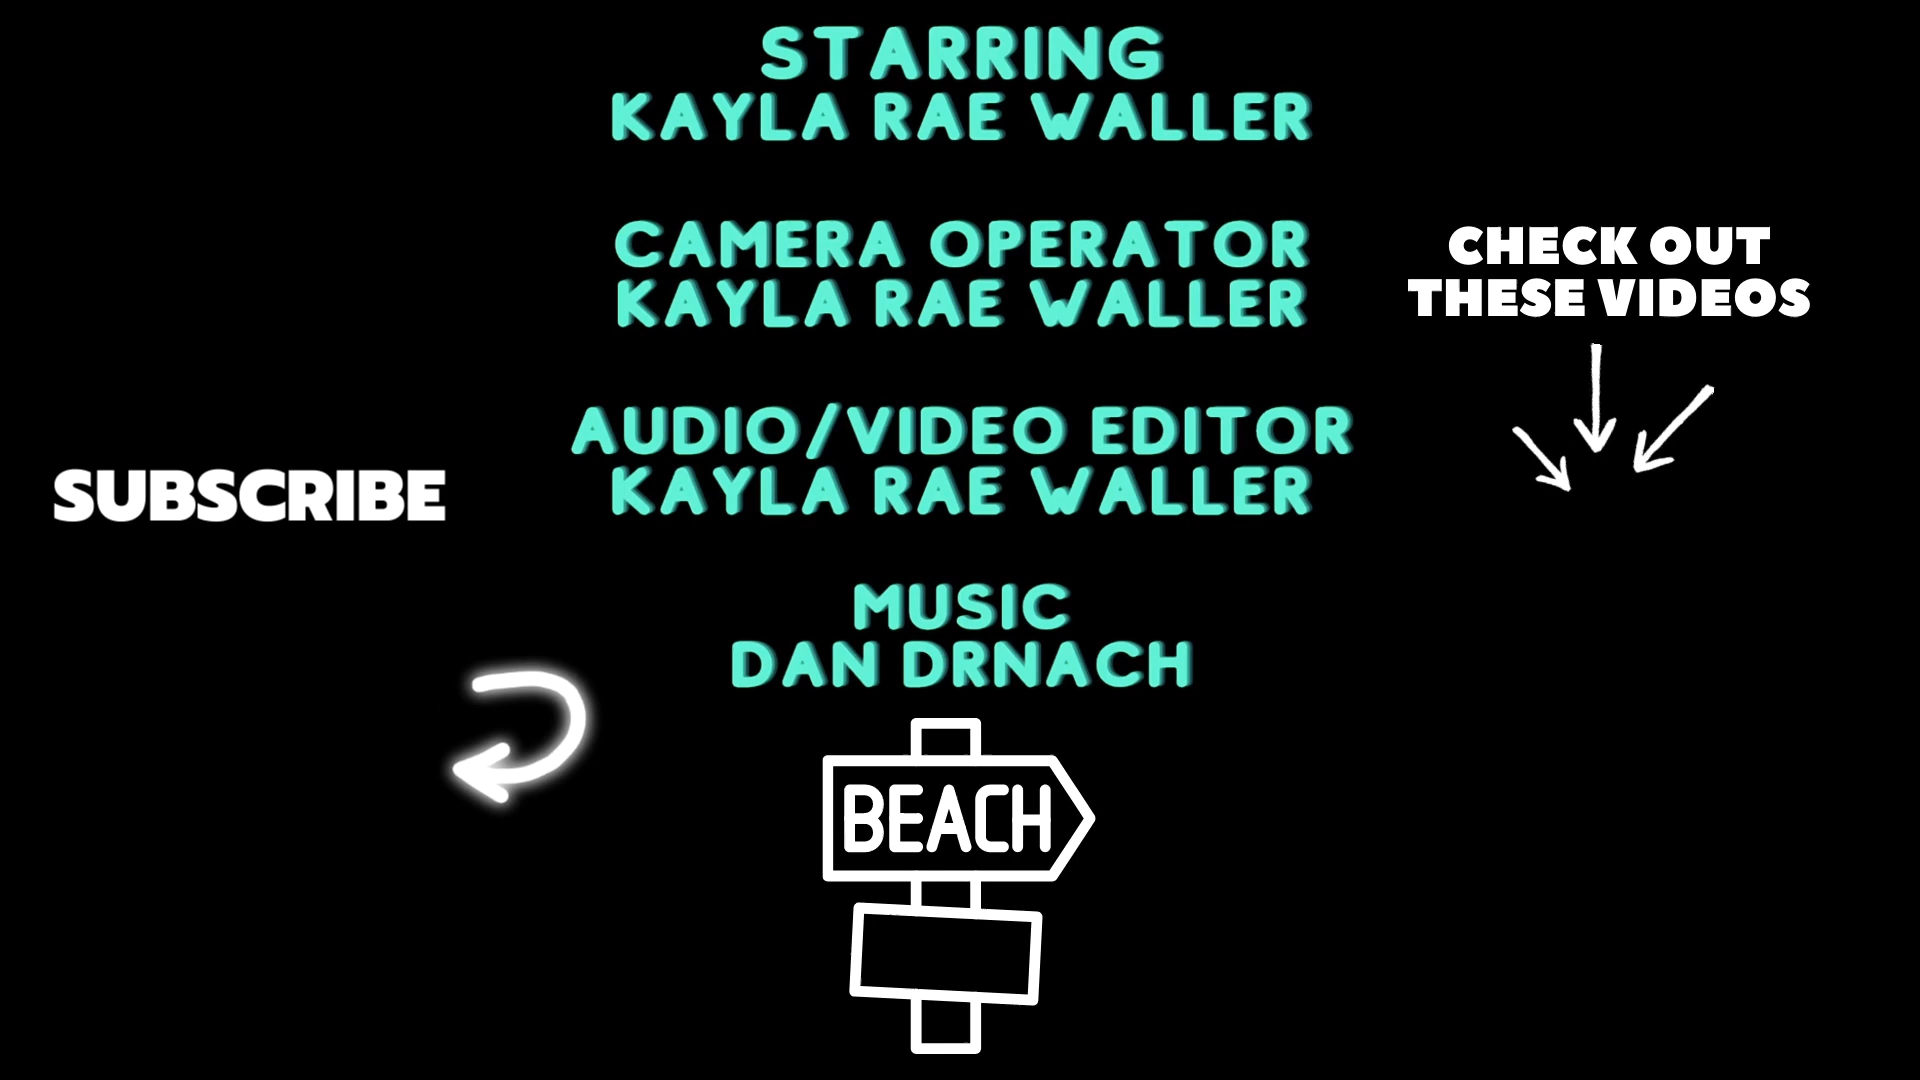 STARRING
KAYLA RAE WALLER
CAMERA OPERATOR
KAYLA RAE WALLER
AUDIO/VIDEO EDITOR
KAYLA RAE WALLER
MUSIC
DAN DRNACH
SUBSCRIBE
CHECK OUT
THESE VIDEOS
BEACH